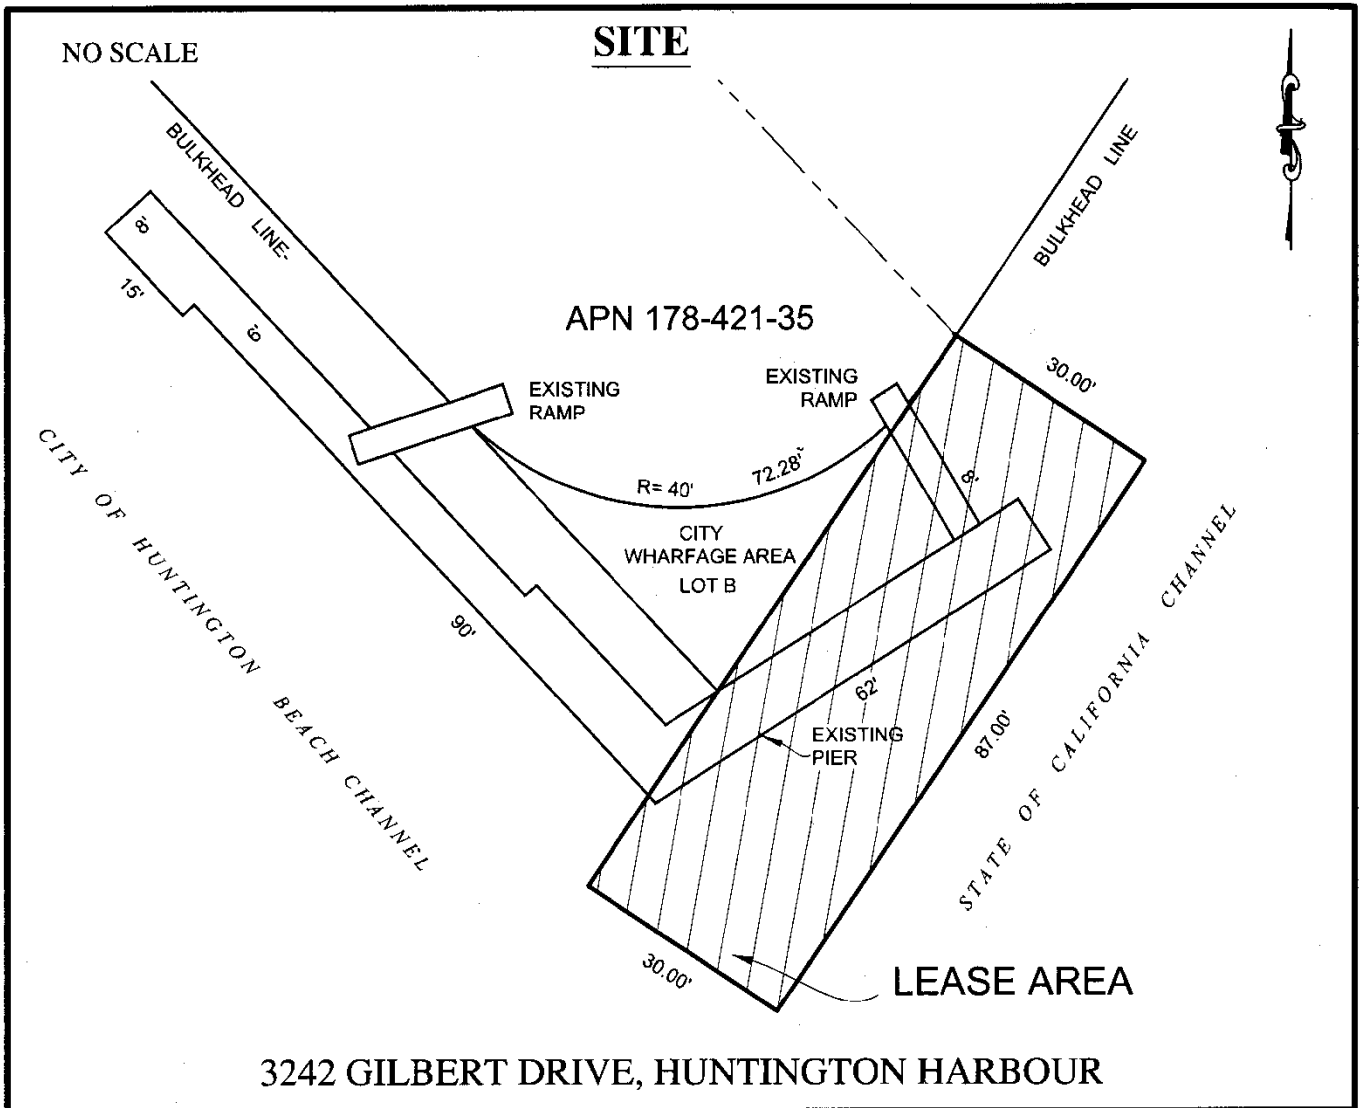 NO SCALE
SITE
BULKHEAD LINE-
BULKHEAD LINE
8'
15'
6'
APN 178-421-35
EXISTING
RAMP
EXISTING
RAMP
30.00'
R= 40'
72.28'
8'
CITY
WHARFAGE AREA
LOT B
CITY OF HUNTINGTON BEACH CHANNEL
90'
62'
EXISTING
PIER
87.00'
STATE OF CALIFORNIA CHANNEL
30.00'
LEASE AREA
3242 GILBERT DRIVE, HUNTINGTON HARBOUR